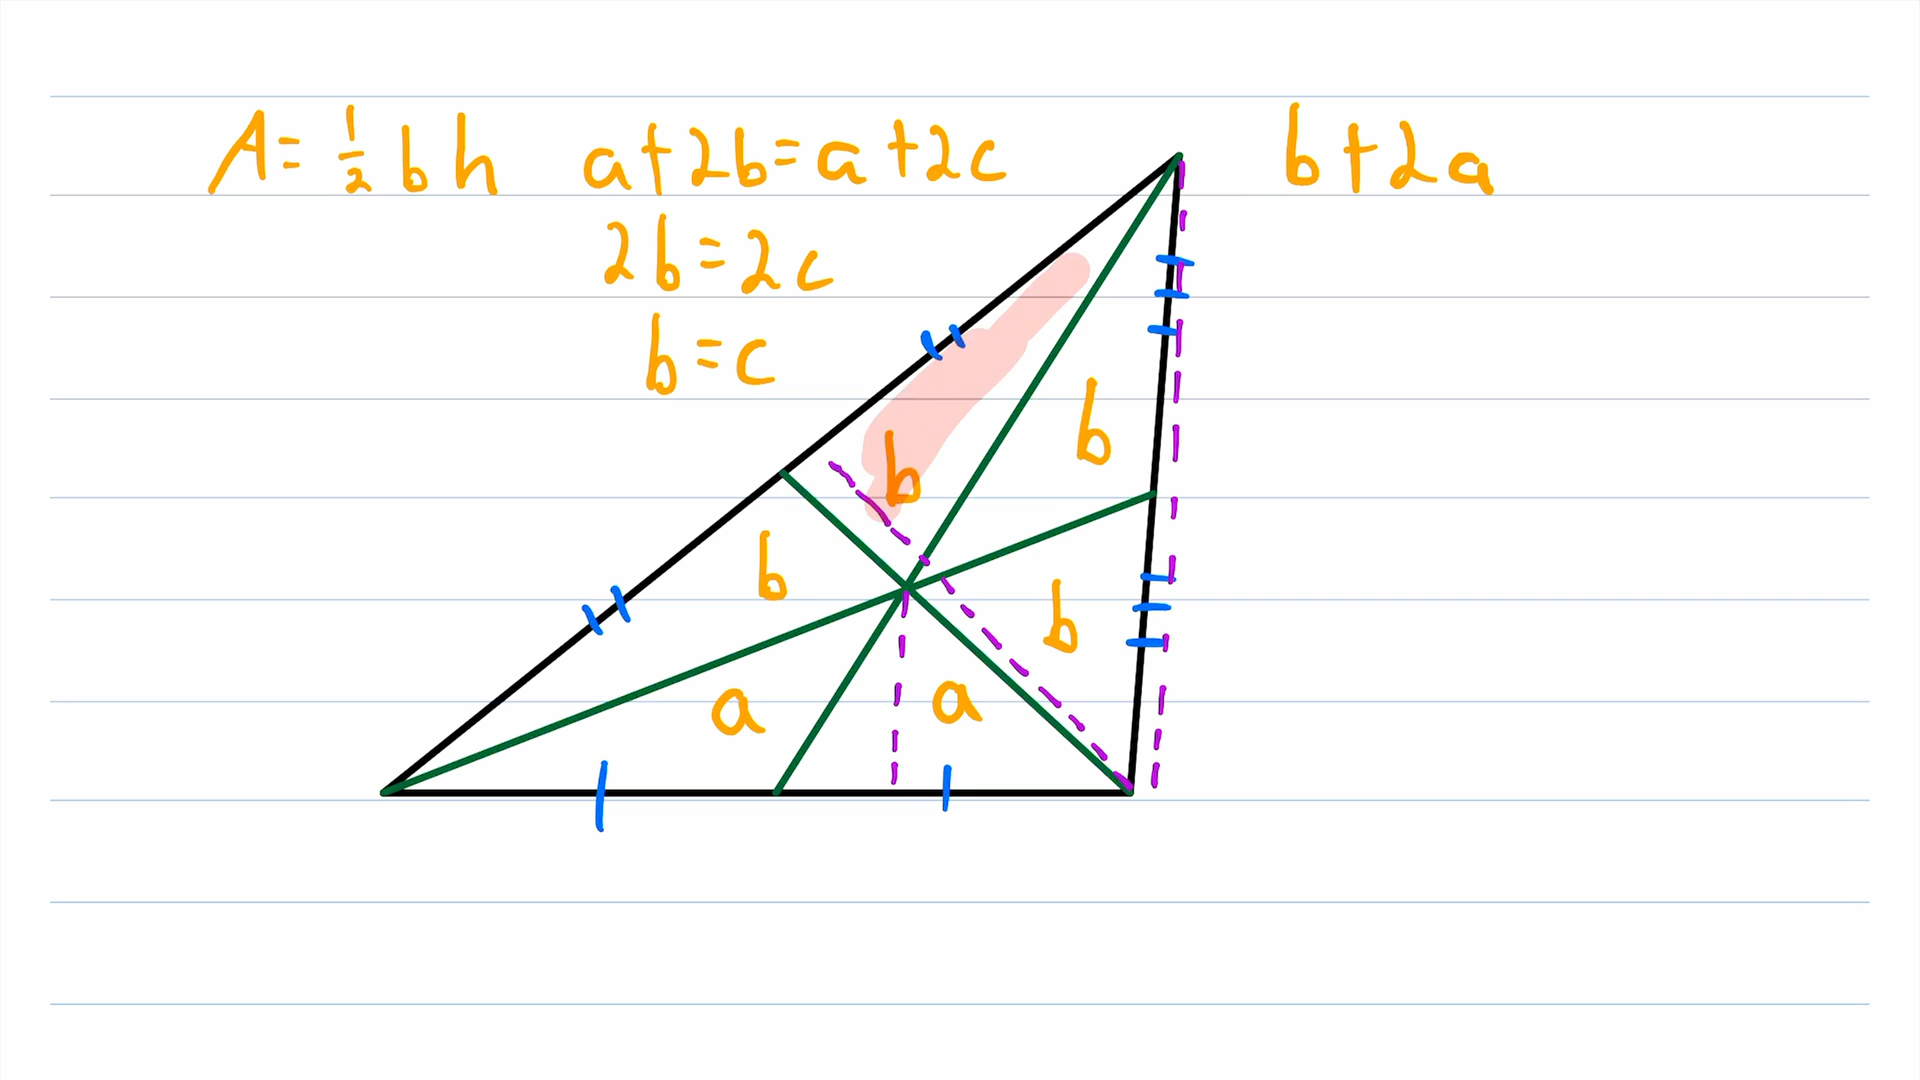 A = 1/2 b h a + 2b = a + 2c b + 2a
2b = 2c
b = c
b
b
b
b
a a